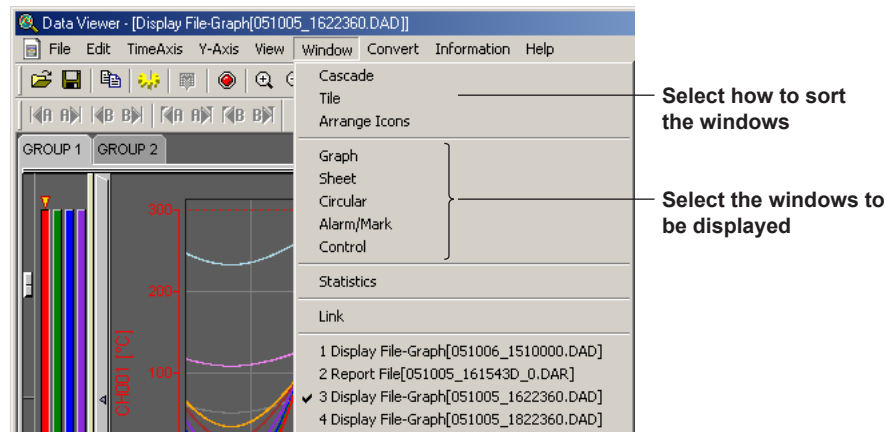 Data Viewer - [Display File-Graph[051005_1622360.DAD]]
File Edit TimeAxis Y-Axis View Window Convert Information Help
A A B B A A B B
GROUP 1 GROUP 2
Cascade
Tile
Arrange Icons
Graph
Sheet
Circular
Alarm/Mark
Control
Statistics
Link
1 Display File-Graph[051006_1510000.DAD]
2 Report File[051005_161543D_0.DAR]
3 Display File-Graph[051005_1622360.DAD]
4 Display File-Graph[051005_1822360.DAD]
300
200
100
CH001 [°C]
Select how to sort
the windows
Select the windows to
be displayed